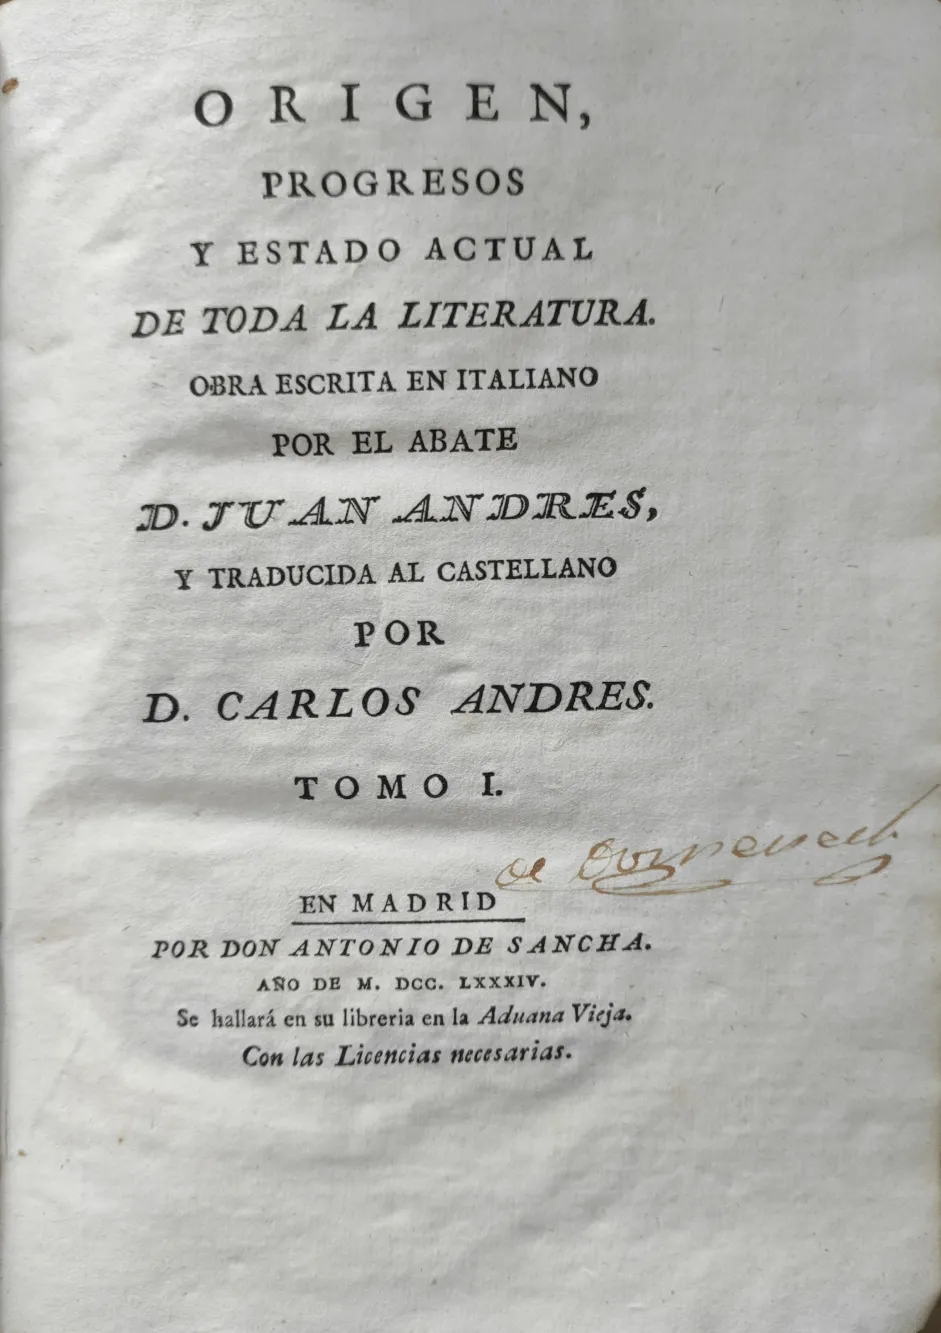 ORIGEN,
PROGRESOS
Y ESTADO ACTUAL
DE TODA LA LITERATURA.
OBRA ESCRITA EN ITALIANO
POR EL ABATE
D. JUAN ANDRES,
Y TRADUCIDA AL CASTELLANO
POR
D. CARLOS ANDRES.
TOMO I.
de
EN MADRID
POR DON ANTONIO DE SANCHA.
AÑO DE M. DCC. LXXXIV.
Se hallará en su libreria en la Aduana Vieja.
Con las Licencias necesarias.